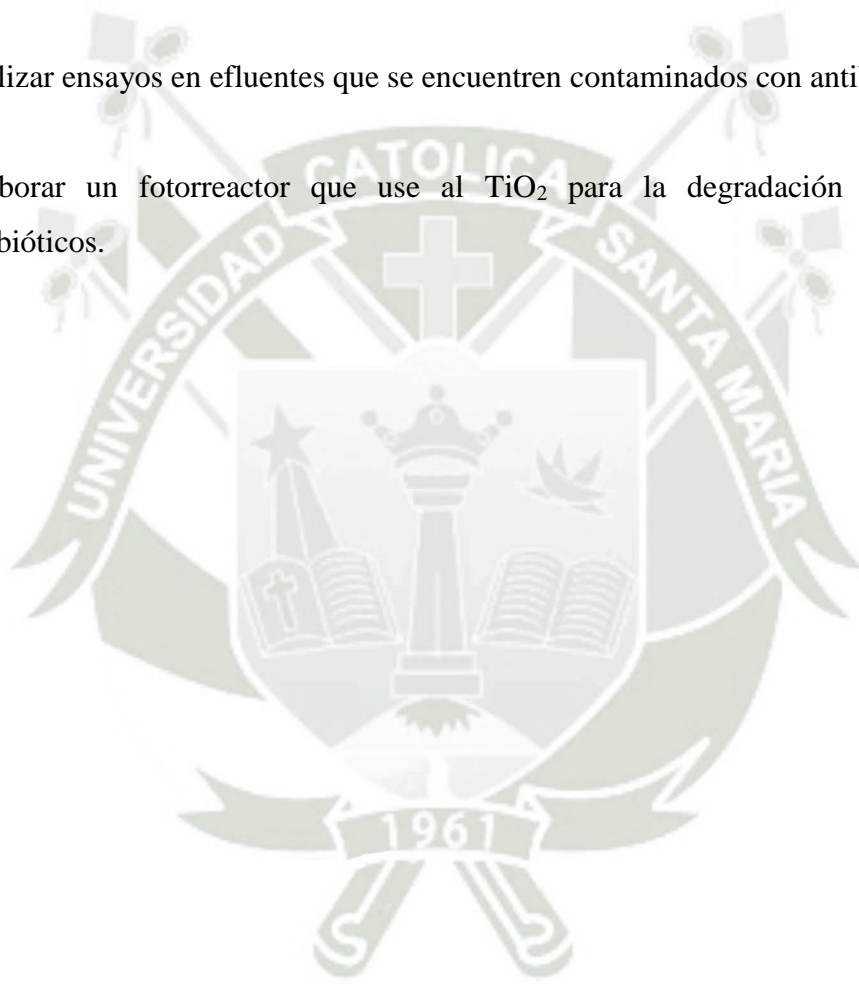 lizar ensayos en efluentes que se encuentren contaminados con anti
borar un fotorreactor que use al TiO₂ para la degradación
bióticos.
UNIVERSIDAD CATOLICA SANTA MARIA
1961